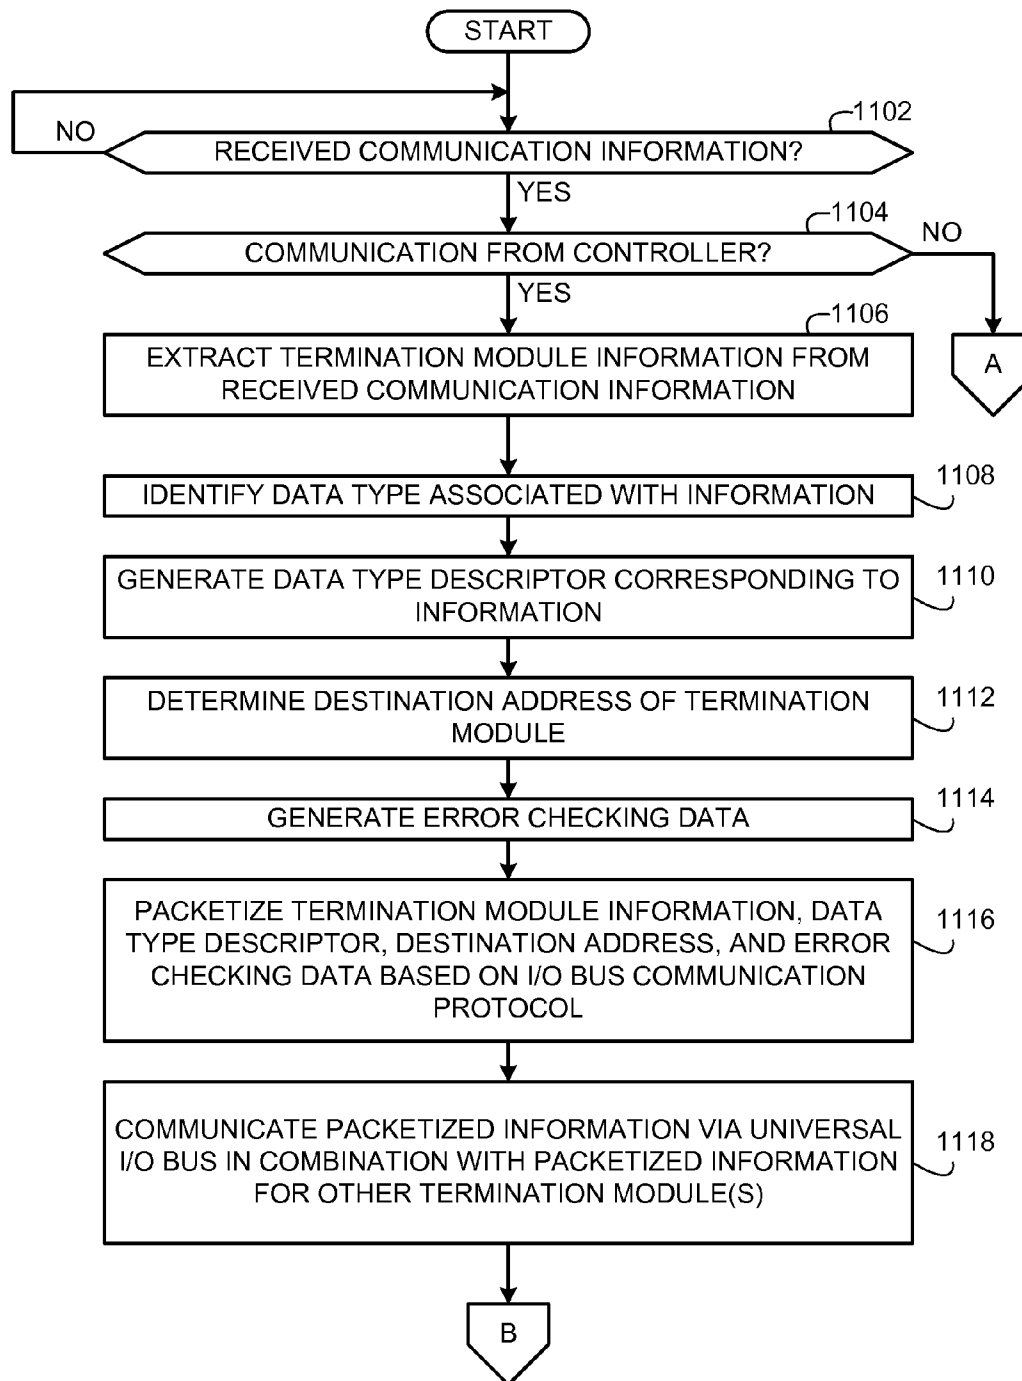 START
NO
1102
RECEIVED COMMUNICATION INFORMATION?
YES
1104
COMMUNICATION FROM CONTROLLER?
NO
YES
1106
EXTRACT TERMINATION MODULE INFORMATION FROM
RECEIVED COMMUNICATION INFORMATION
A
1108
IDENTIFY DATA TYPE ASSOCIATED WITH INFORMATION
GENERATE DATA TYPE DESCRIPTOR CORRESPONDING TO
INFORMATION
1110
DETERMINE DESTINATION ADDRESS OF TERMINATION
MODULE
1112
GENERATE ERROR CHECKING DATA
1114
PACKETIZE TERMINATION MODULE INFORMATION, DATA
TYPE DESCRIPTOR, DESTINATION ADDRESS, AND ERROR
CHECKING DATA BASED ON I/O BUS COMMUNICATION
PROTOCOL
1116
COMMUNICATE PACKETIZED INFORMATION VIA UNIVERSAL
I/O BUS IN COMBINATION WITH PACKETIZED INFORMATION
FOR OTHER TERMINATION MODULE(S)
1118
B